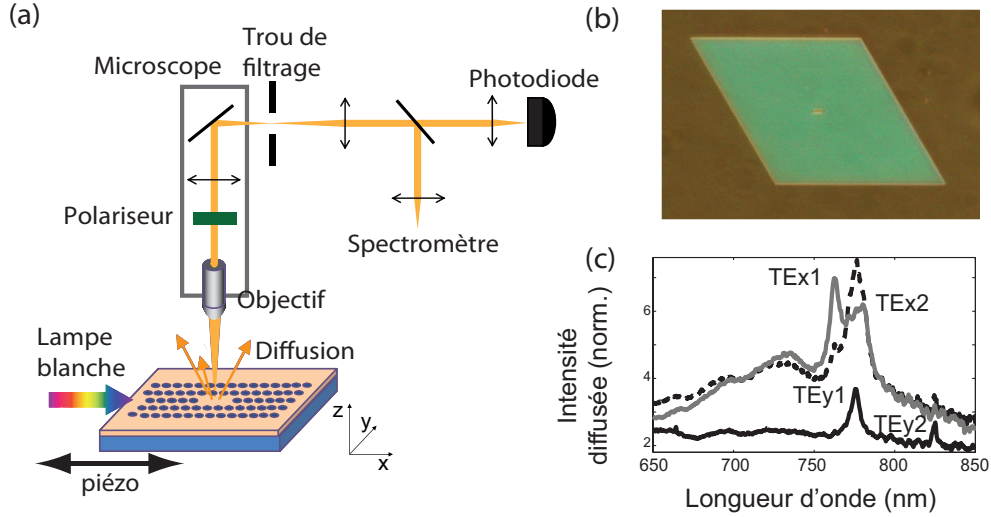 (a)
Trou de
filtrage
Microscope
Photodiode
Polariseur
Spectromètre
Objectif
Lampe
blanche
Diffusion
z
y
x
piézo
(b)
(c)
TEx1
TEx2
TEy1
TEy2
6
4
2
Intensité
diffusée (norm.)
650
700
750
800
850
Longueur d'onde (nm)